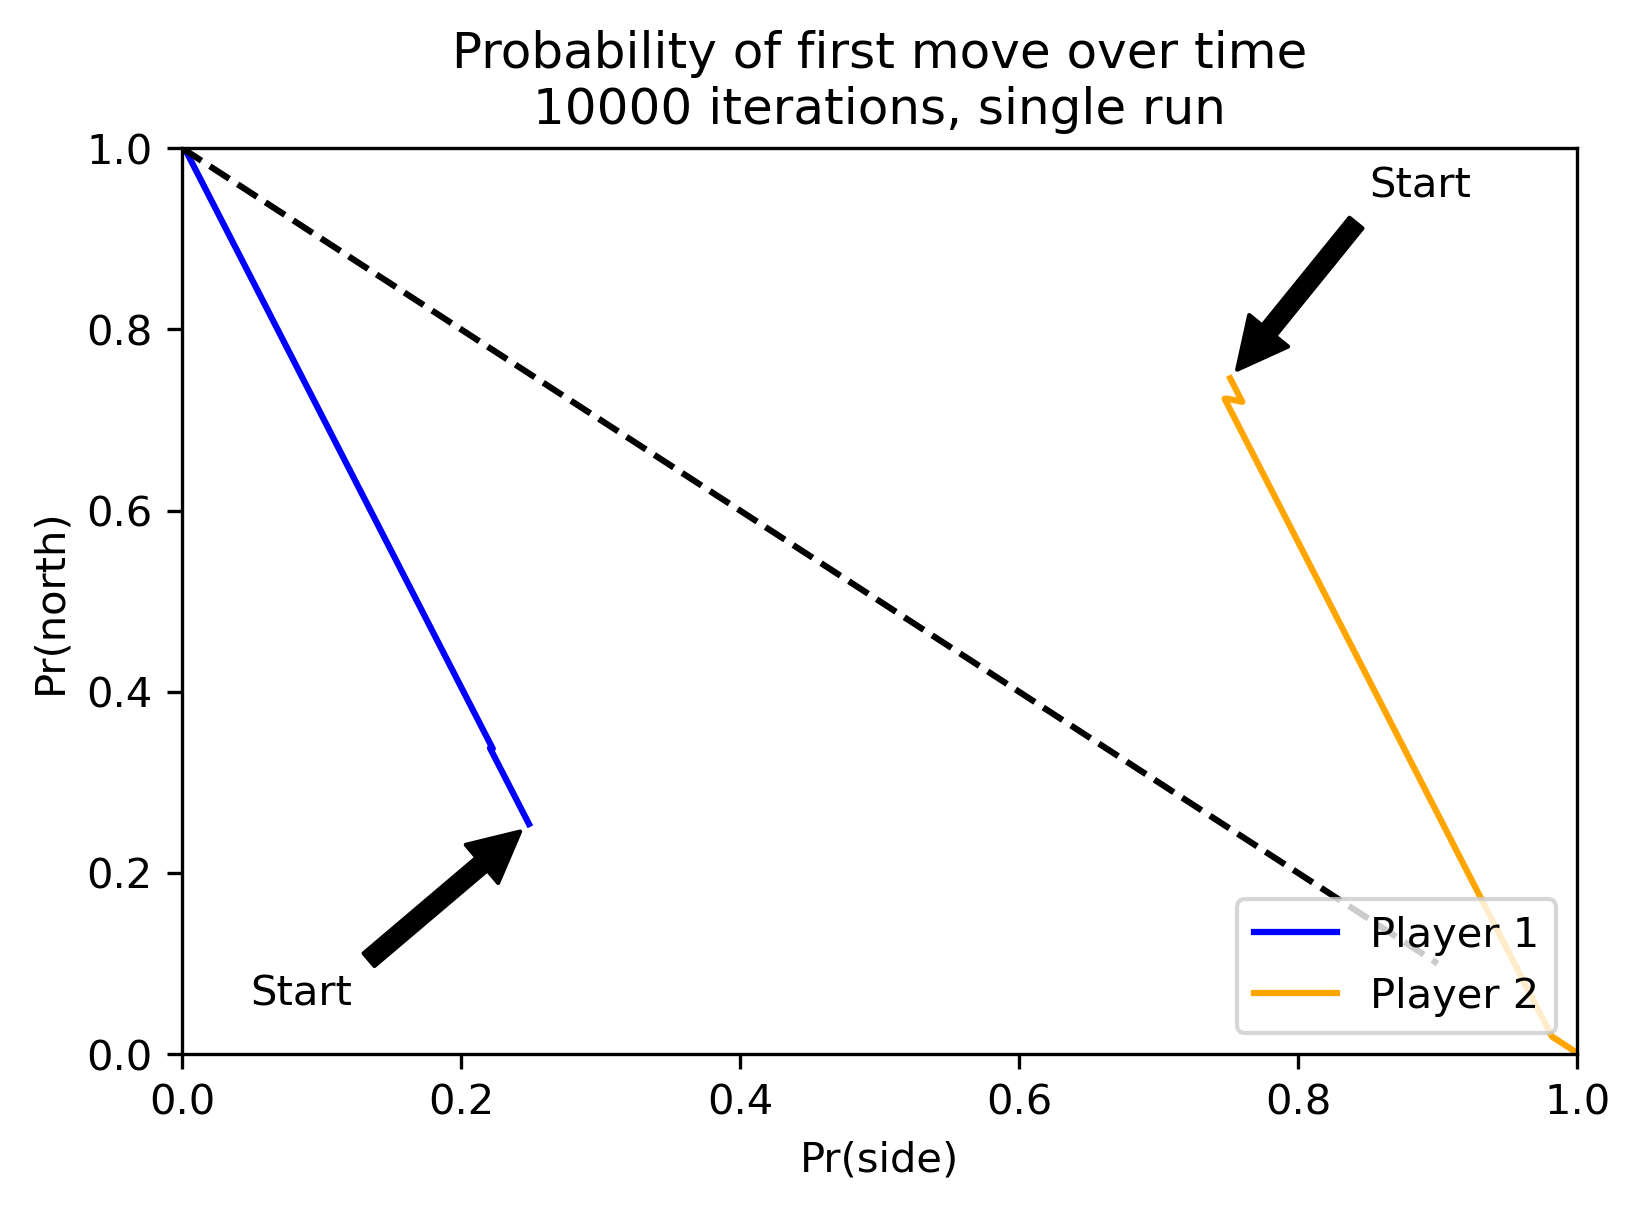 Probability of first move over time
10000 iterations, single run
1.0
0.8
0.6
0.4
0.2
0.0
Pr(north)
Start
Start
Player 1
Player 2
0.0 0.2 0.4 0.6 0.8 1.0
Pr(side)